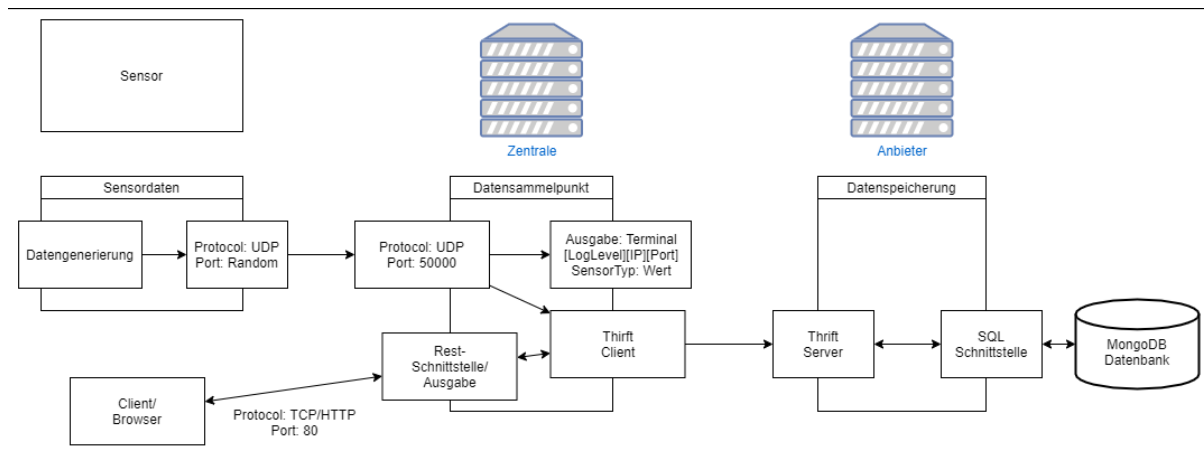 Sensor
Zentrale
Anbieter
Sensordaten
Datensammelpunkt
Datenspeicherung
Datengenerierung
Protocol: UDP
Port: Random
Protocol: UDP
Port: 50000
Ausgabe: Terminal
[LogLevel][IP][Port]
SensorTyp: Wert
Rest-
Schnittstelle/
Ausgabe
Thirft
Client
Thrift
Server
SQL
Schnittstelle
MongoDB
Datenbank
Client/
Browser
Protocol: TCP/HTTP
Port: 80